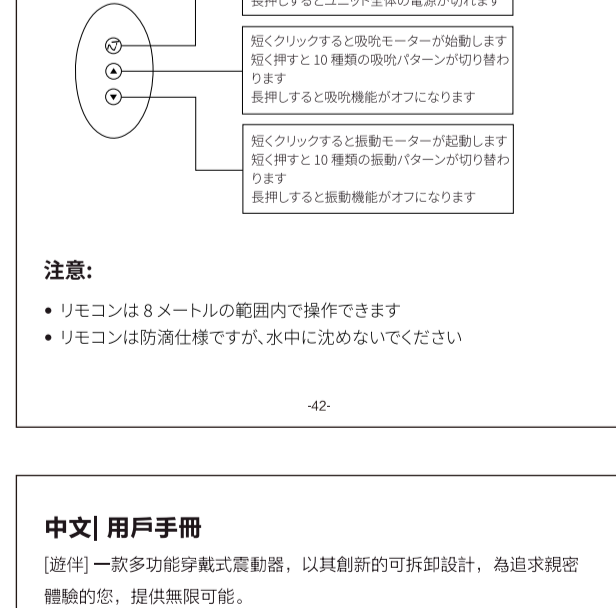 長押しするとユニット全体の電源が切れます
短くクリックすると吸吮モーターが始動します
短く押すと 10 種類の吸吮パターンが切り替わ
ります
長押しすると吸吮機能がオフになります
短くクリックすると振動モーターが起動します
短く押すと 10 種類の振動パターンが切り替わ
ります
長押しすると振動機能がオフになります
注意:
• リモコンは 8 メートルの範囲内で操作できます
• リモコンは防滴仕様ですが、水中に沈めないでください
-42-
中文| 用戶手冊
[遊伴] 一款多功能穿戴式震動器，以其創新的可拆卸設計，為追求親密
體驗的您，提供無限可能。